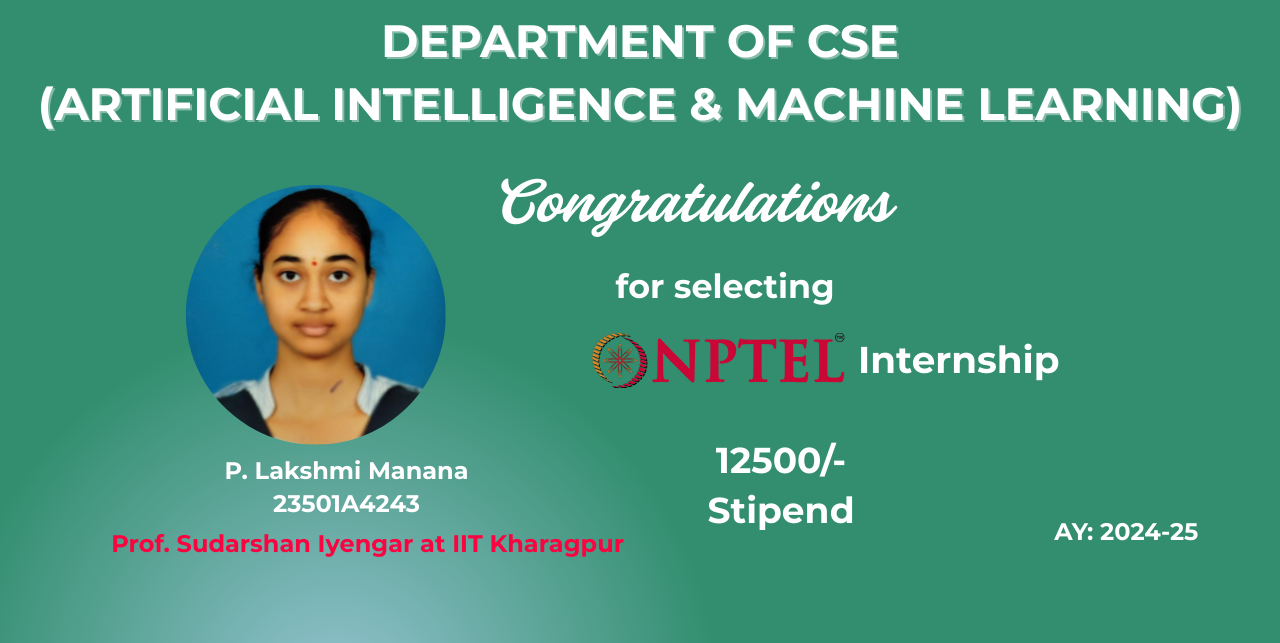 DEPARTMENT OF CSE
(ARTIFICIAL INTELLIGENCE & MACHINE LEARNING)
Congratulations
for selecting
NPTEL™ Internship
12500/-
Stipend
P. Lakshmi Manana
23501A4243
Prof. Sudarshan Iyengar at IIT Kharagpur
AY: 2024-25